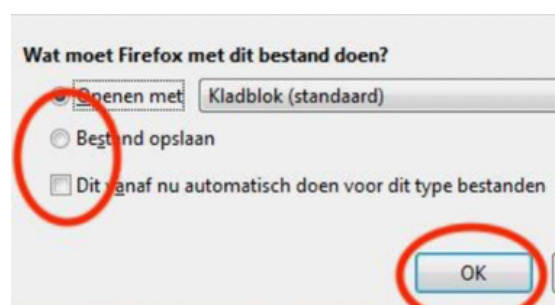 Wat moet Firefox met dit bestand doen?
Openen met Kladblok (standaard)
Bestand opslaan
Dit vanaf nu automatisch doen voor dit type bestanden
OK